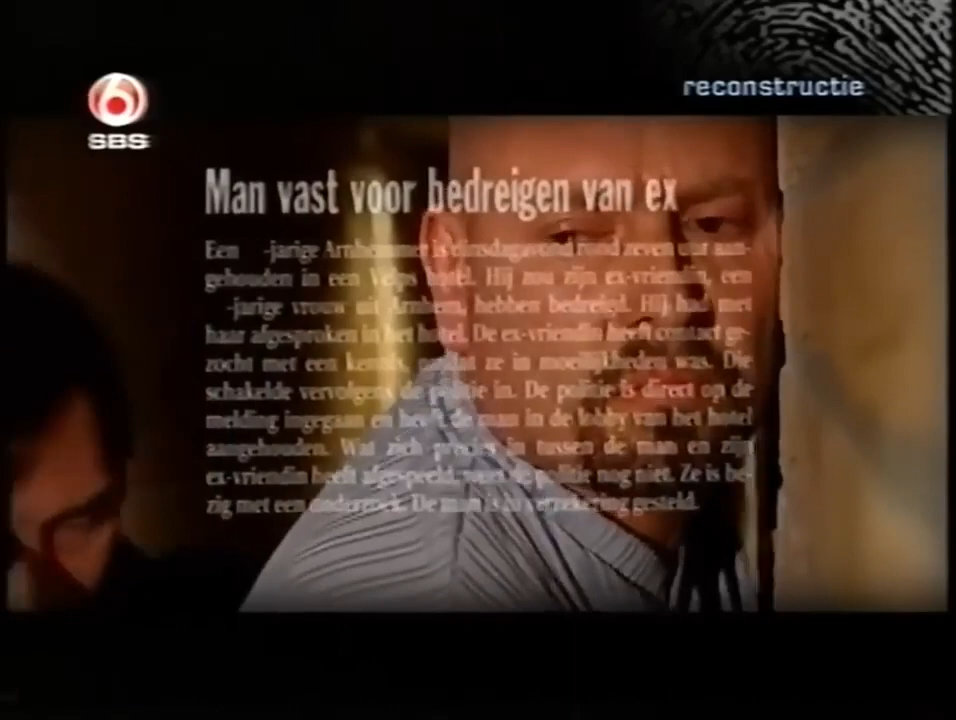 6
SBS
reconstructie
Man vast voor bedreigen van ex
Een -jarige Arnhemmer is dinsdagavond rond zeven uur aan-
gehouden in een Velps hotel. Hij zou zijn ex-vriendin, een
-jarige vrouw uit Arnhem, hebben bedreigd. Hij had met
haar afgesproken in het hotel. De ex-vriendin heeft contact ge-
zocht met een kennis, omdat ze in moeilijkheden was. Die
schakelde vervolgens de politie in. De politie is direct op de
melding ingegaan en heeft de man in de lobby van het hotel
aangehouden. Wat zich precies in tussen de man en zijn
ex-vriendin heeft afgespeeld, weet de politie nog niet. Ze is be-
zig met een onderzoek. De man is in verzekering gesteld.